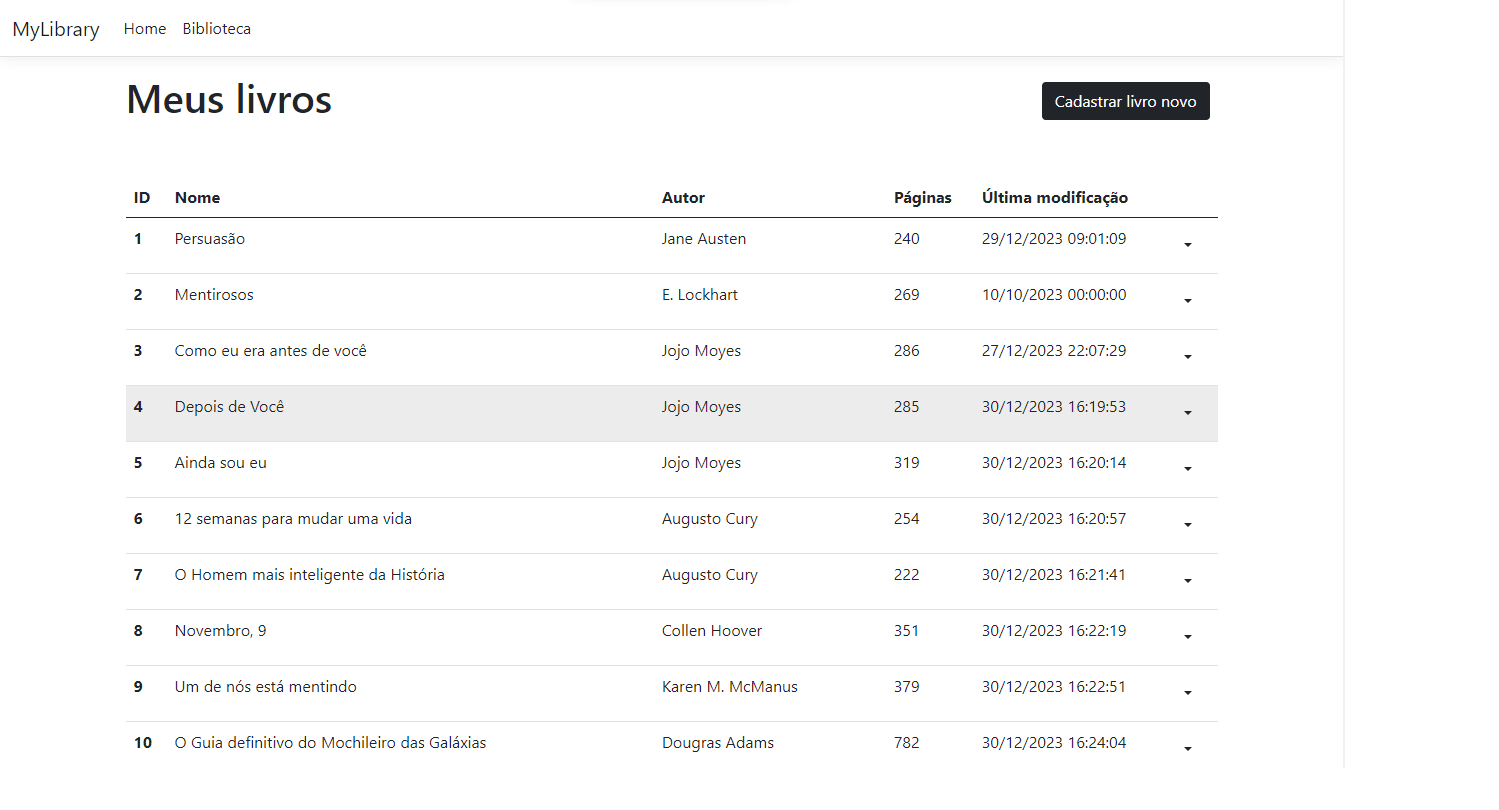 MyLibrary Home Biblioteca
Meus livros Cadastrar livro novo
ID Nome Autor Páginas Última modificação
1 Persuasão Jane Austen 240 29/12/2023 09:01:09
2 Mentirosos E. Lockhart 269 10/10/2023 00:00:00
3 Como eu era antes de você Jojo Moyes 286 27/12/2023 22:07:29
4 Depois de Você Jojo Moyes 285 30/12/2023 16:19:53
5 Ainda sou eu Jojo Moyes 319 30/12/2023 16:20:14
6 12 semanas para mudar uma vida Augusto Cury 254 30/12/2023 16:20:57
7 O Homem mais inteligente da História Augusto Cury 222 30/12/2023 16:21:41
8 Novembro, 9 Collen Hoover 351 30/12/2023 16:22:19
9 Um de nós está mentindo Karen M. McManus 379 30/12/2023 16:22:51
10 O Guia definitivo do Mochileiro das Galáxias Dougras Adams 782 30/12/2023 16:24:04